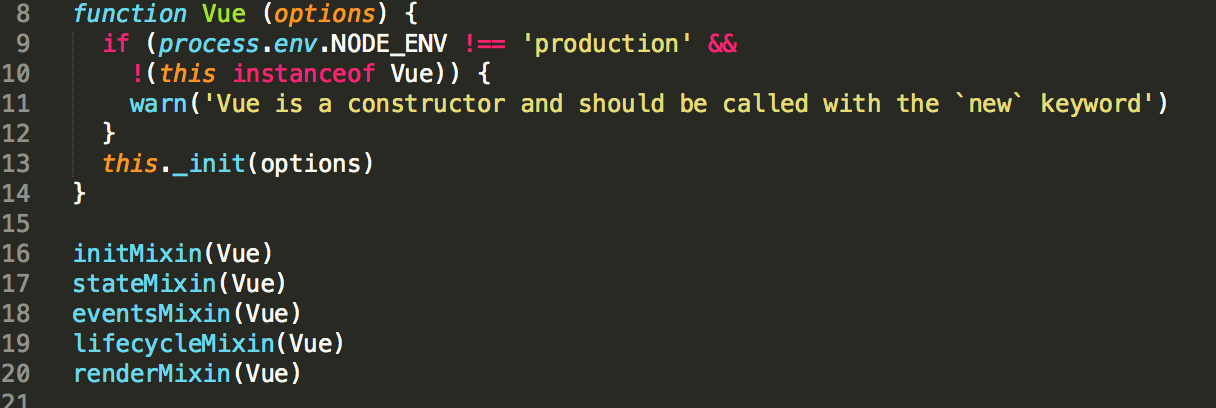 8 function Vue (options) {
9 if (process.env.NODE_ENV !== 'production' &&
10 !(this instanceof Vue)) {
11 warn('Vue is a constructor and should be called with the `new` keyword')
12 }
13 this._init(options)
14 }
15
16 initMixin(Vue)
17 stateMixin(Vue)
18 eventsMixin(Vue)
19 lifecycleMixin(Vue)
20 renderMixin(Vue)
21